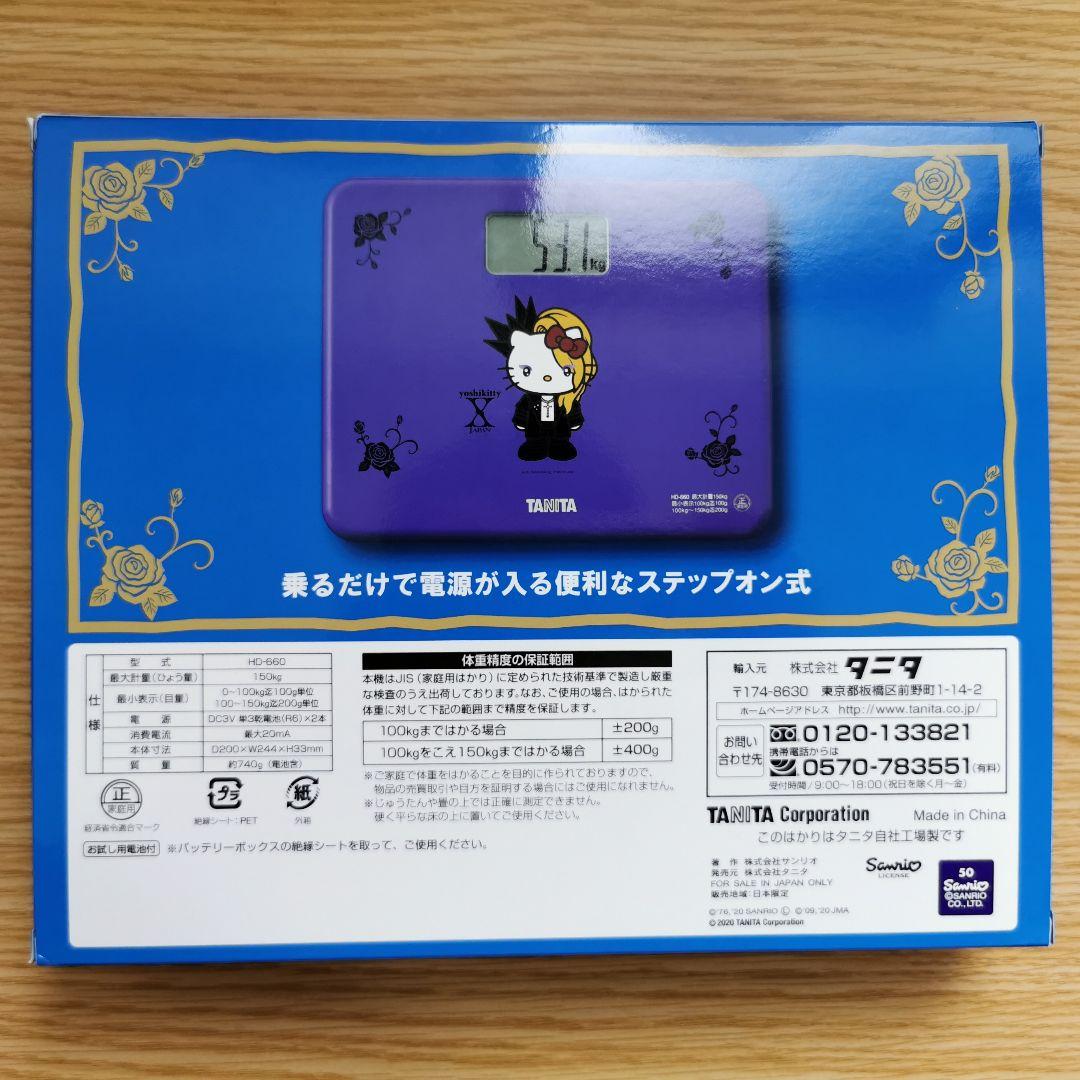 53.1kg
yoshikitty
X
JAPAN
TANITA
HD-660 最大計量150kg
最小表示100kg迄100g
100kg～150kg迄200g
正
乗るだけで電源が入る便利なステップオン式
仕様
型式 HD-660
最大計量(ひょう量) 150kg
最小表示(目量) 0～100kg迄100g単位
100～150kg迄200g単位
電源 DC3V 単3乾電池(R6)×2本
消費電流 最大20mA
本体寸法 D200×W244×H33mm
質量 約740g(電池含)
正
家庭用
経済省令適合マーク
プラ
絶縁シート:PET
紙
外箱
お試し用電池付 ※バッテリーボックスの絶縁シートを取って、ご使用ください。
体重精度の保証範囲
本機はJIS(家庭用はかり)に定められた技術基準で製造し厳重
な検査のうえ出荷しております。なお、ご使用の場合、はかられた
体重に対して下記の範囲まで精度を保証します。
100kgまではかる場合 ±200g
100kgをこえ150kgまではかる場合 ±400g
※ご家庭で体重をはかることを目的に作られておりますので、
物品の売買取引や目方を証明する場合にはご使用になれません。
※じゅうたんや畳の上では正確に測定できません。
硬く平らな床の上に置いてご使用ください。
輸入元 株式会社 タニタ
〒174-8630 東京都板橋区前野町1-14-2
ホームページアドレス http://www.tanita.co.jp/
お問い
合わせ先
0120-133821
携帯電話からは
0570-783551(有料)
受付時間/9:00～18:00(祝日を除く月～金)
TANITA Corporation Made in China
このはかりはタニタ自社工場製です
著作 株式会社サンリオ
発売元 株式会社タニタ
FOR SALE IN JAPAN ONLY
販売地域:日本限定
Sanrio
LICENSE
50
Sanrio
©SANRIO
CO., LTD.
©'76, '20 SANRIO Ⓛ ©'09, '20 JMA
© 2020 TANITA Corporation